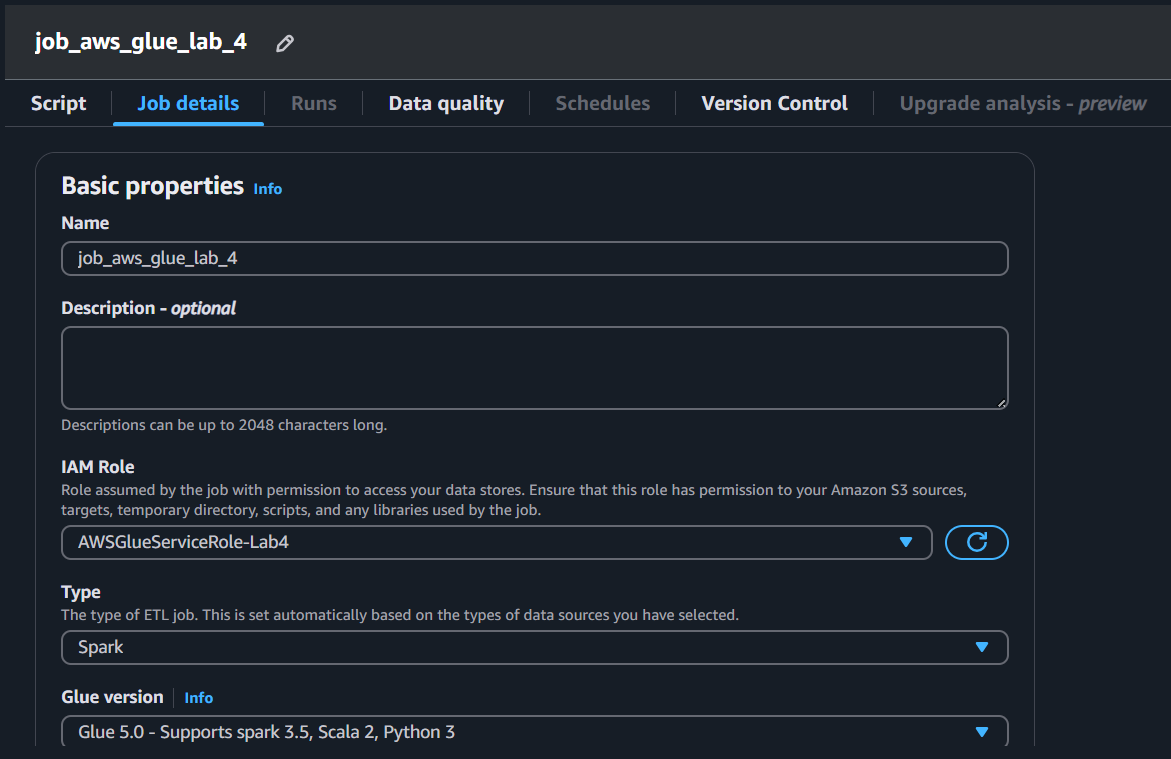 job_aws_glue_lab_4
Script Job details Runs Data quality Schedules Version Control Upgrade analysis - preview
Basic properties Info
Name
job_aws_glue_lab_4
Description - optional
Descriptions can be up to 2048 characters long.
IAM Role
Role assumed by the job with permission to access your data stores. Ensure that this role has permission to your Amazon S3 sources,
targets, temporary directory, scripts, and any libraries used by the job.
AWSGlueServiceRole-Lab4
Type
The type of ETL job. This is set automatically based on the types of data sources you have selected.
Spark
Glue version Info
Glue 5.0 - Supports spark 3.5, Scala 2, Python 3